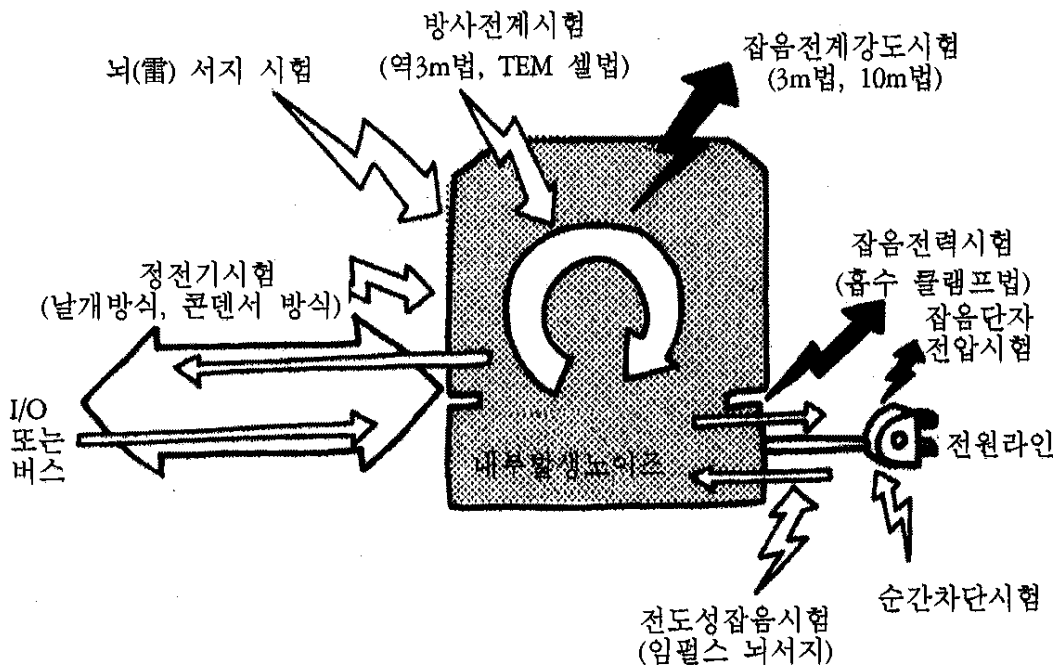 방사전계시험
(역3m법, TEM 셀법)
잡음전계강도시험
(3m법, 10m법)
뇌(雷) 서지 시험
잡음전력시험
(흡수 클램프법)
잡음단자
전압시험
정전기시험
(날개방식, 콘덴서 방식)
I/O
또는
버스
내부발생노이즈
전원라인
순간차단시험
전도성잡음시험
(임펄스 뇌서지)